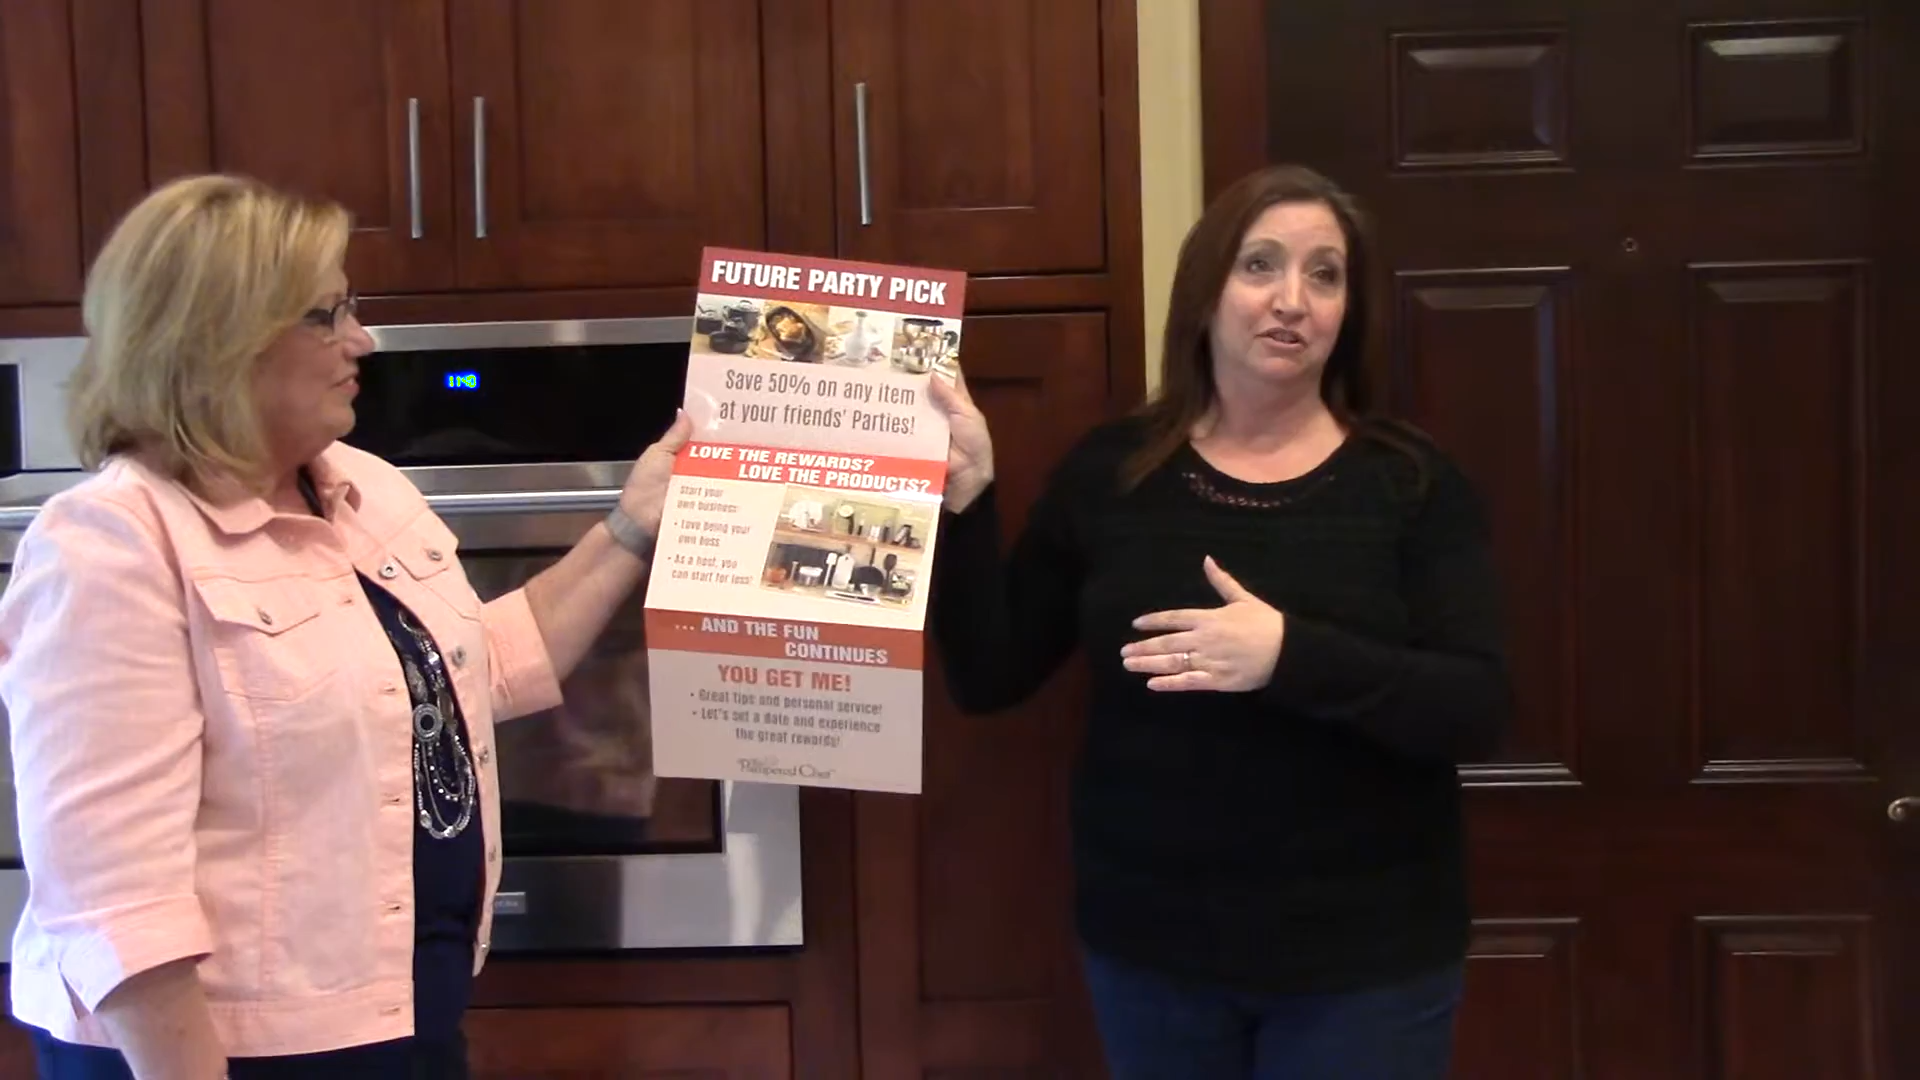 11:40
FUTURE PARTY PICK
Save 50% on any item
at your friends' Parties!
LOVE THE REWARDS?
LOVE THE PRODUCTS?
Start your
own business:
• Love being your
own boss
• As a host, you
can start for less!
... AND THE FUN
CONTINUES
YOU GET ME!
• Great tips and personal service!
• Let's set a date and experience
the great rewards!
Pampered Chef